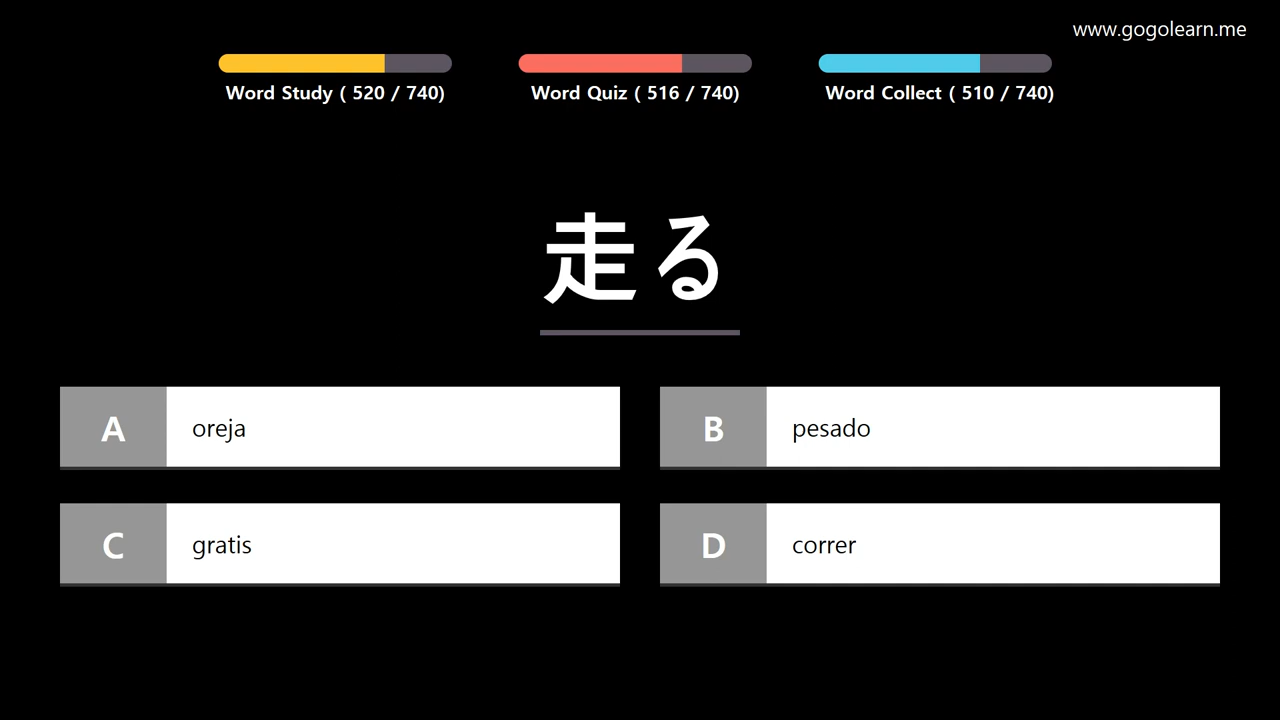 www.gogolearn.me
Word Study ( 520 / 740)
Word Quiz ( 516 / 740)
Word Collect ( 510 / 740)
走る
A oreja
B pesado
C gratis
D correr